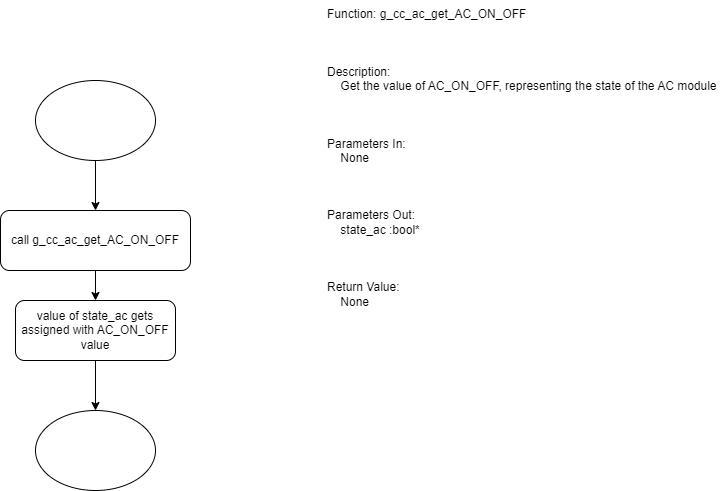 Function: g_cc_ac_get_AC_ON_OFF
Description:
Get the value of AC_ON_OFF, representing the state of the AC module
Parameters In:
None
Parameters Out:
state_ac :bool*
Return Value:
None
call g_cc_ac_get_AC_ON_OFF
value of state_ac gets
assigned with AC_ON_OFF
value